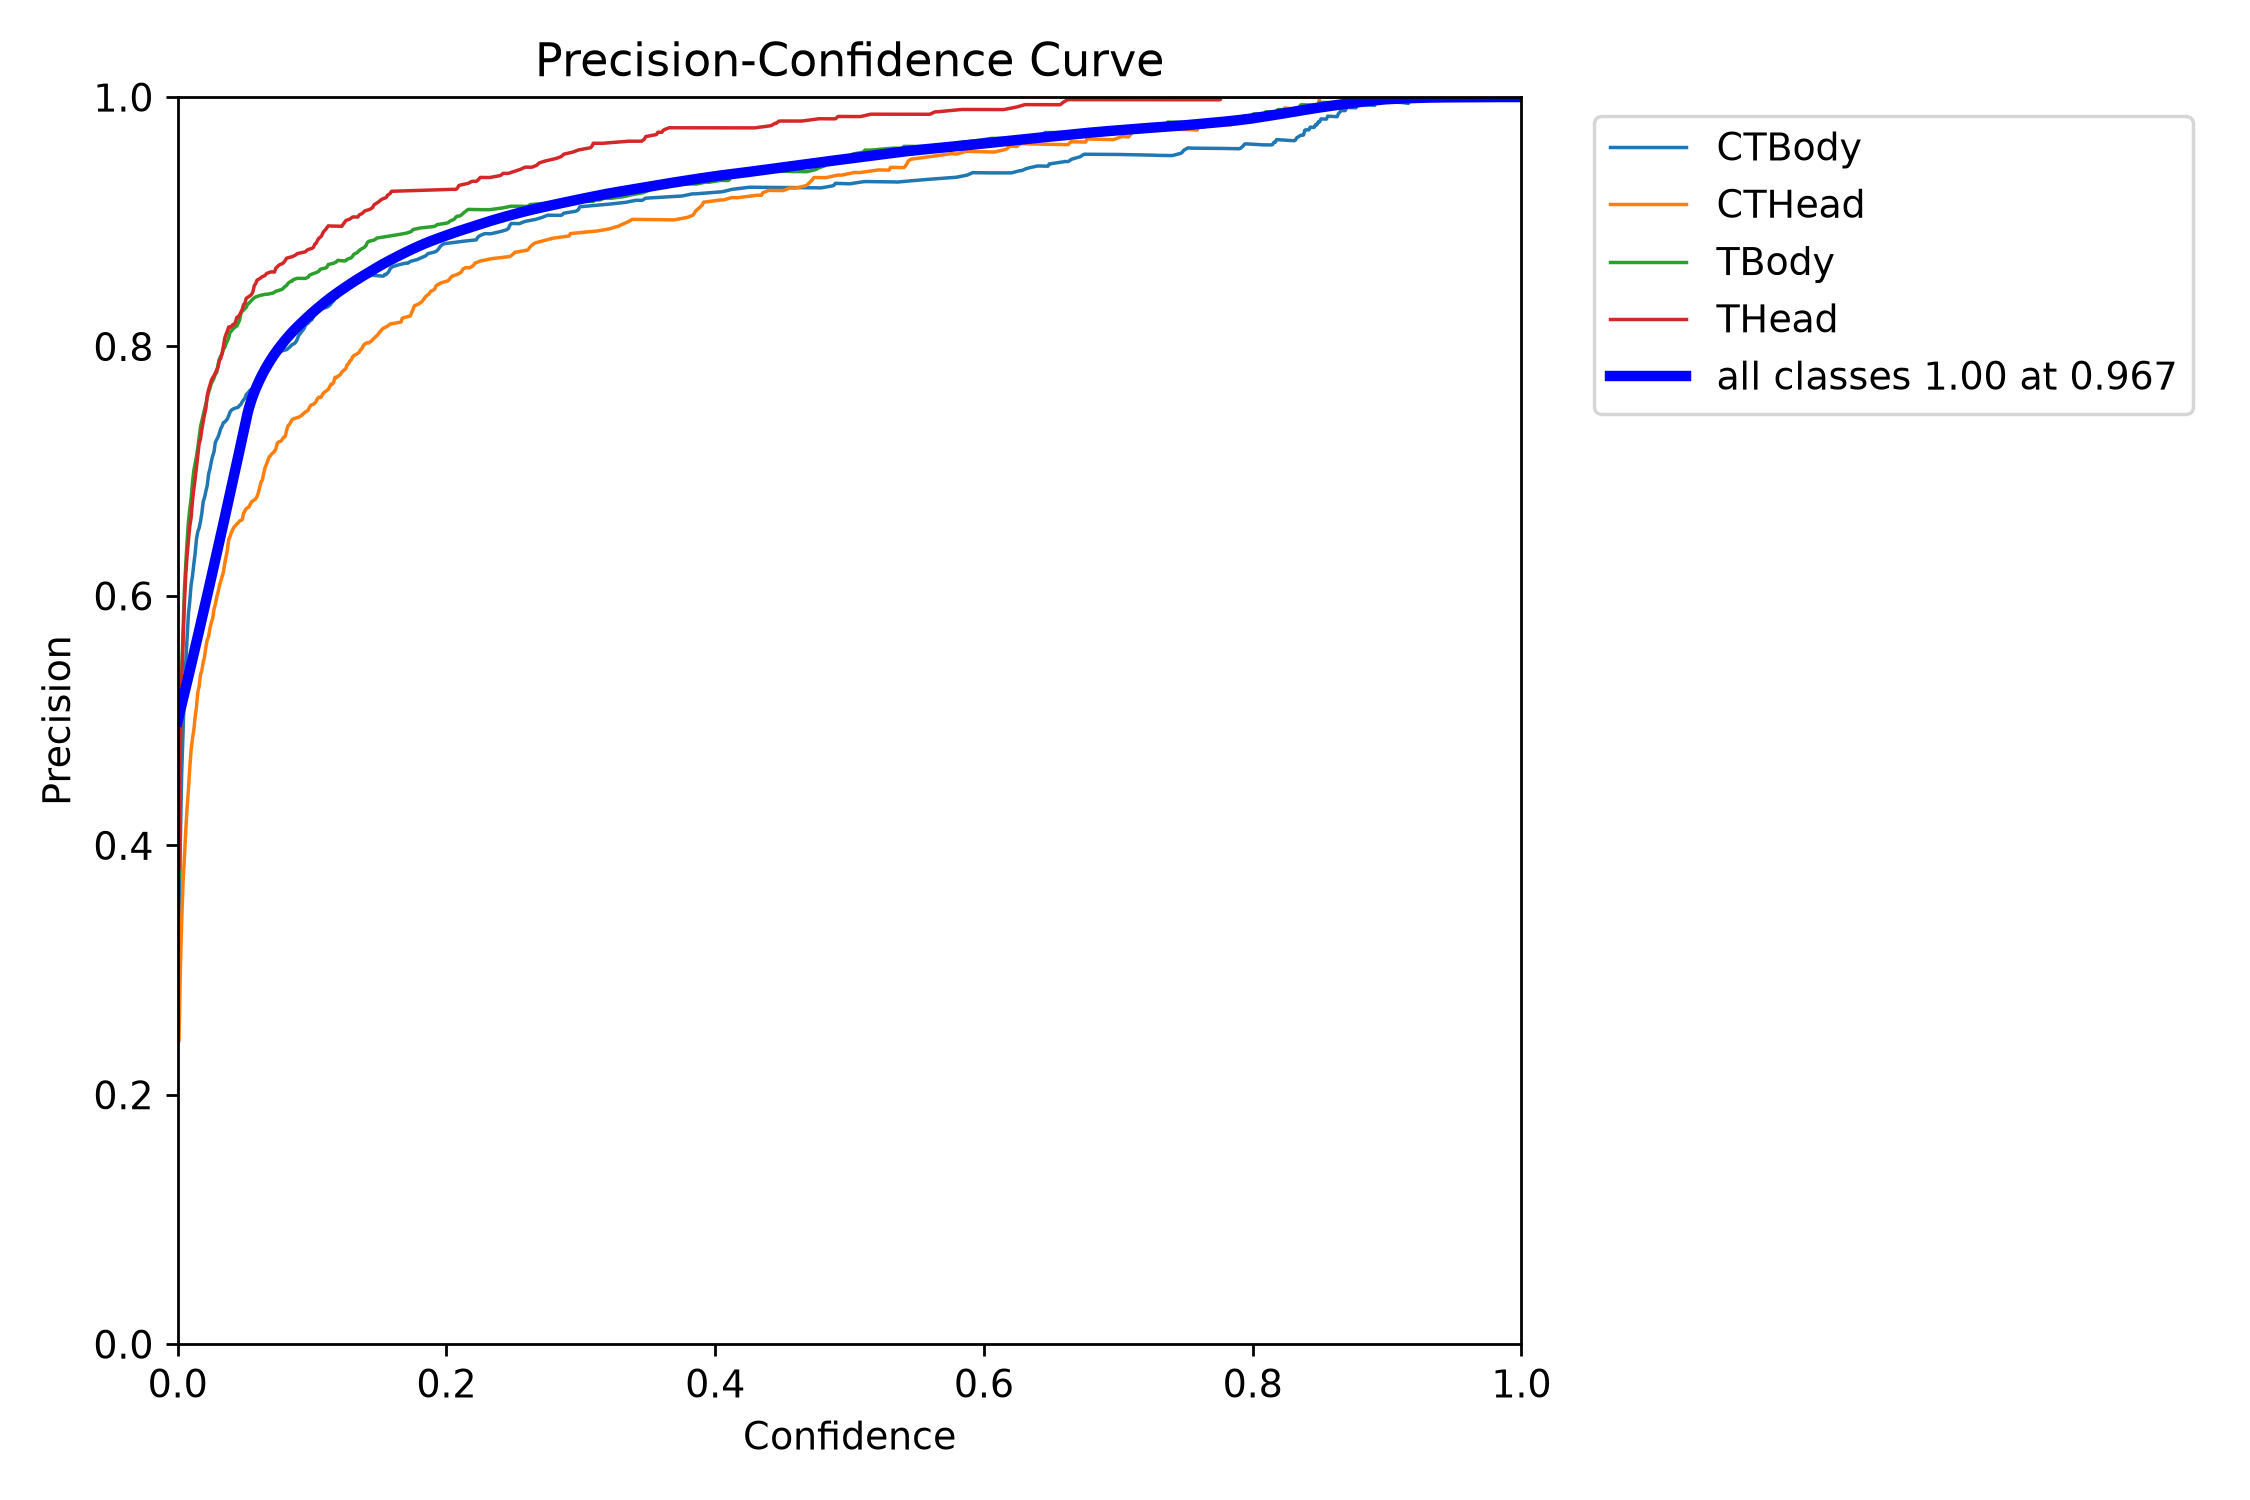 Precision-Confidence Curve
1.0
0.8
0.6
0.4
0.2
0.0
Precision
0.0 0.2 0.4 0.6 0.8 1.0
Confidence
CTBody
CTHead
TBody
THead
all classes 1.00 at 0.967